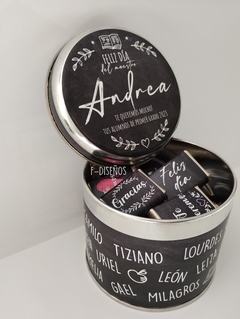 FELIZ DÍA
del maestro
Andrea
TE QUEREMOS MUCHO!
TUS ALUMNOS DE PRIMER GRADO 2023
F-DISEÑOS
Gracias
Feliz
día
TIZIANO
LOURDES
URIEL
LEÓN
GAEL
MILAGROS